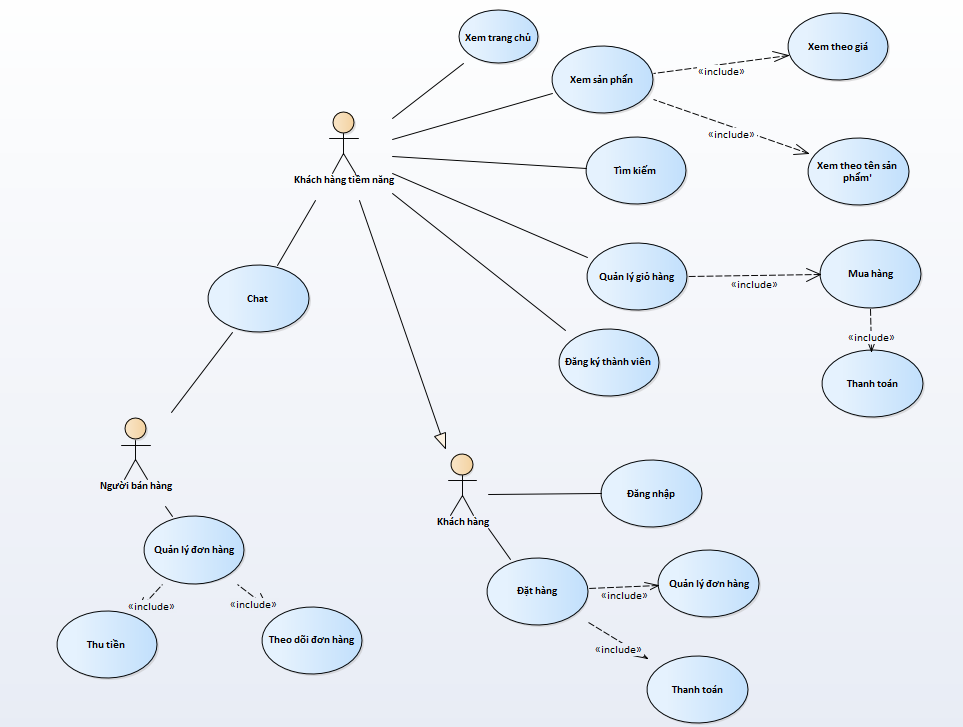 Xem trang chủ
Xem sản phẩn
«include»
Xem theo giá
«include»
Xem theo tên sản
phẩm'
Khách hàng tiềm năng
Tìm kiếm
Quản lý giỏ hàng
«include»
Mua hàng
«include»
Thanh toán
Chat
Đăng ký thành viên
Người bán hàng
Khách hàng
Đăng nhập
Quản lý đơn hàng
«include»
«include»
Thu tiền
Theo dõi đơn hàng
Đặt hàng
«include»
Quản lý đơn hàng
«include»
Thanh toán